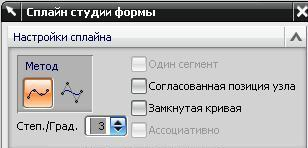 Сплайн студии формы
Настройки сплайна
Метод
Один сегмент
Согласованная позиция узла
Замкнутая кривая
Степ./Град. 3
Ассоциативно